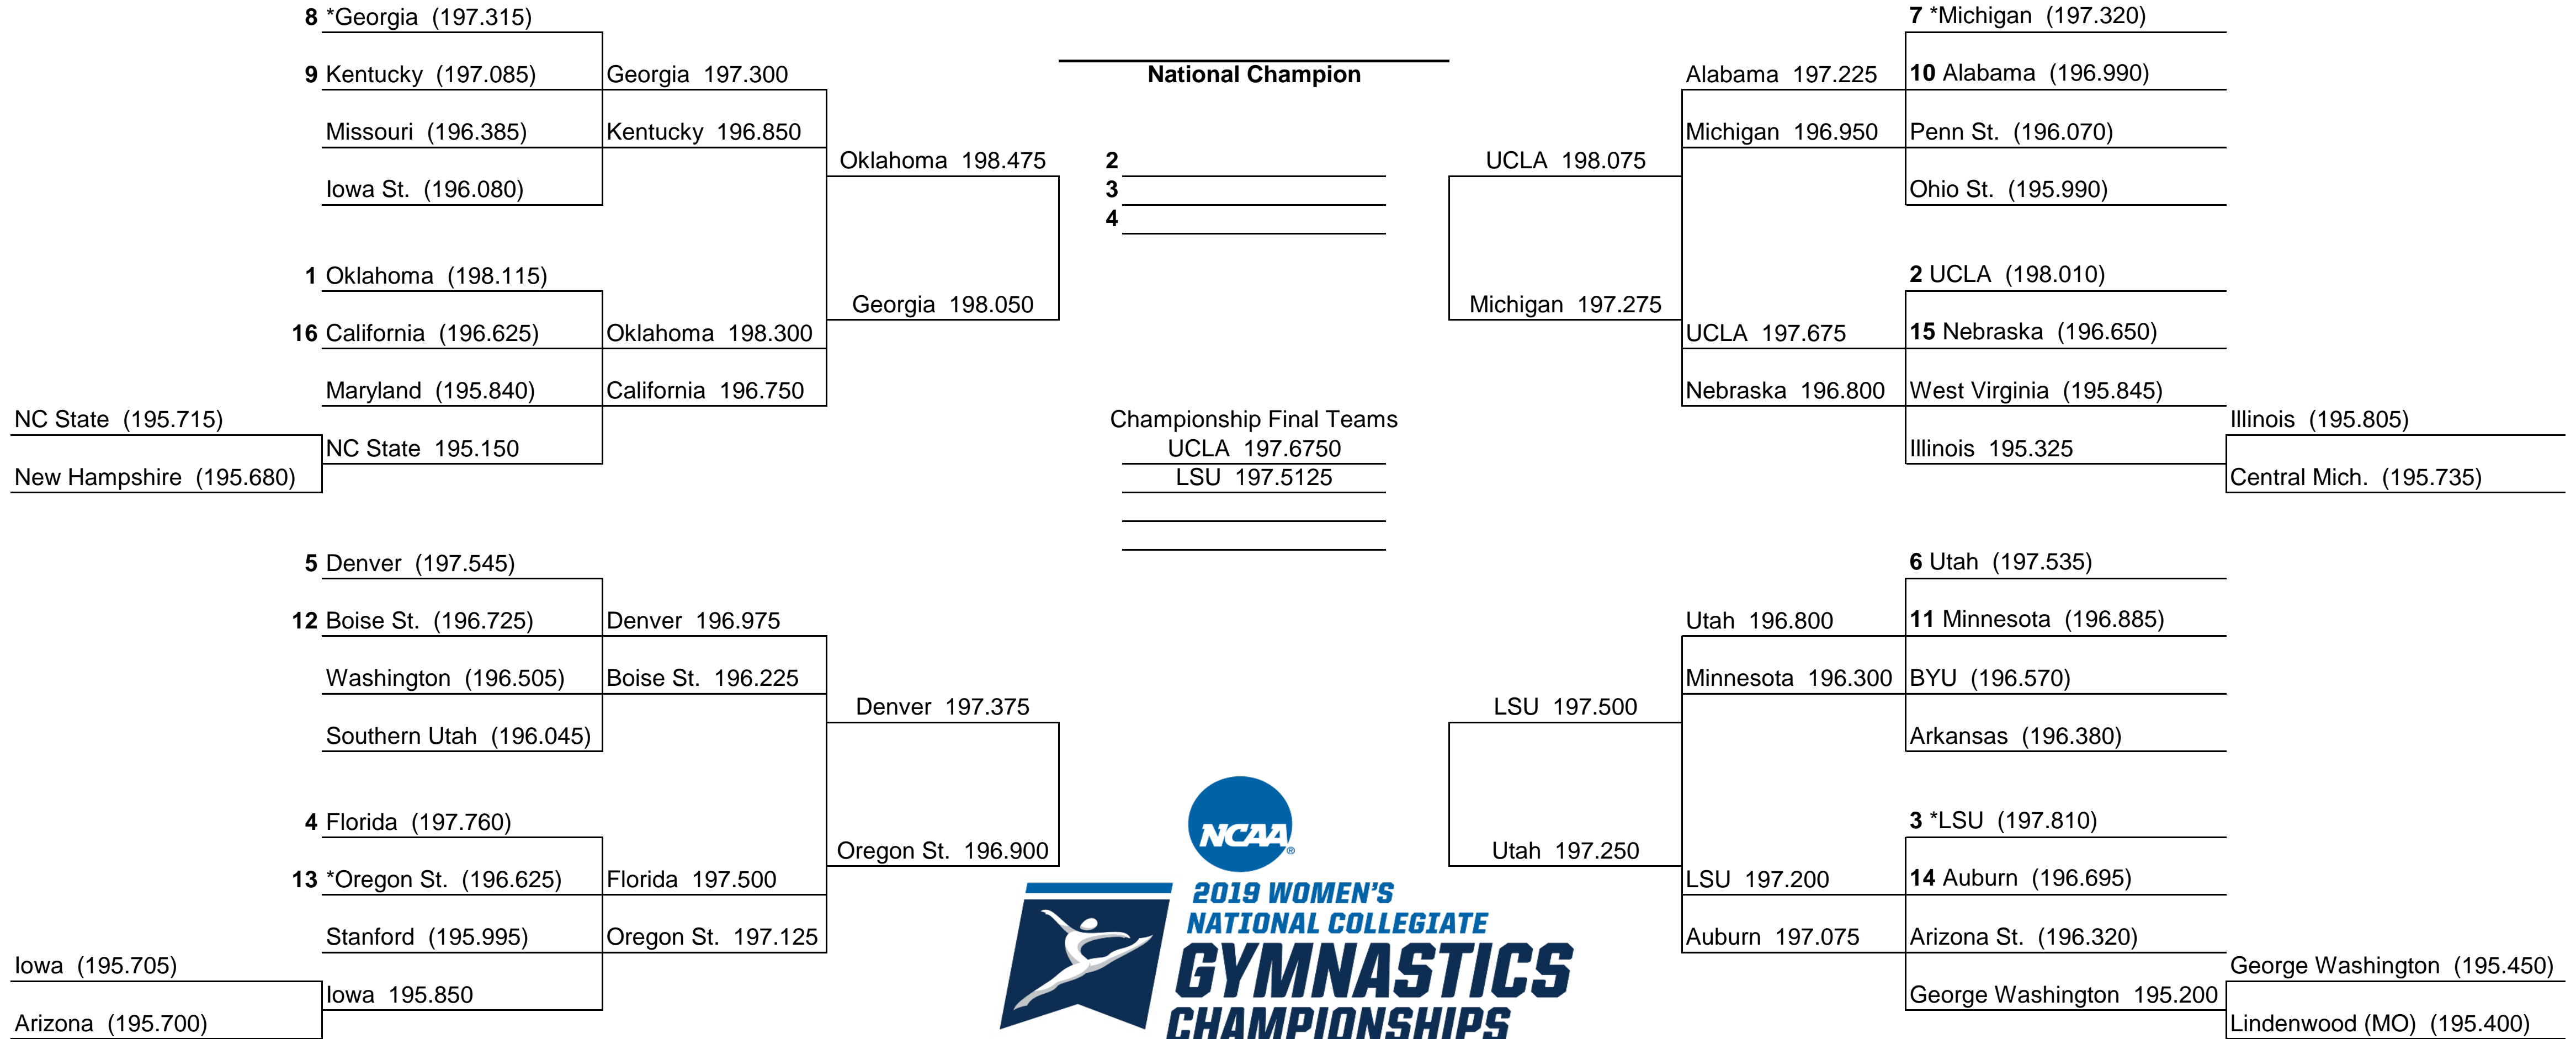 8 *Georgia (197.315)
9 Kentucky (197.085)
Missouri (196.385)
Iowa St. (196.080)
1 Oklahoma (198.115)
16 California (196.625)
Maryland (195.840)
NC State 195.150
NC State (195.715)
New Hampshire (195.680)
5 Denver (197.545)
12 Boise St. (196.725)
Washington (196.505)
Southern Utah (196.045)
4 Florida (197.760)
13 *Oregon St. (196.625)
Stanford (195.995)
Iowa 195.850
Iowa (195.705)
Arizona (195.700)
Georgia 197.300
Kentucky 196.850
Oklahoma 198.300
California 196.750
Denver 196.975
Boise St. 196.225
Florida 197.500
Oregon St. 197.125
Oklahoma 198.475
Georgia 198.050
Denver 197.375
Oregon St. 196.900
National Champion
2
3
4
Championship Final Teams
UCLA 197.6750
LSU 197.5125
NCAA®
2019 WOMEN'S
NATIONAL COLLEGIATE
GYMNASTICS
CHAMPIONSHIPS
UCLA 198.075
Michigan 197.275
LSU 197.500
Utah 197.250
Alabama 197.225
Michigan 196.950
UCLA 197.675
Nebraska 196.800
Utah 196.800
Minnesota 196.300
LSU 197.200
Auburn 197.075
7 *Michigan (197.320)
10 Alabama (196.990)
Penn St. (196.070)
Ohio St. (195.990)
2 UCLA (198.010)
15 Nebraska (196.650)
West Virginia (195.845)
Illinois 195.325
Illinois (195.805)
Central Mich. (195.735)
6 Utah (197.535)
11 Minnesota (196.885)
BYU (196.570)
Arkansas (196.380)
3 *LSU (197.810)
14 Auburn (196.695)
Arizona St. (196.320)
George Washington 195.200
George Washington (195.450)
Lindenwood (MO) (195.400)